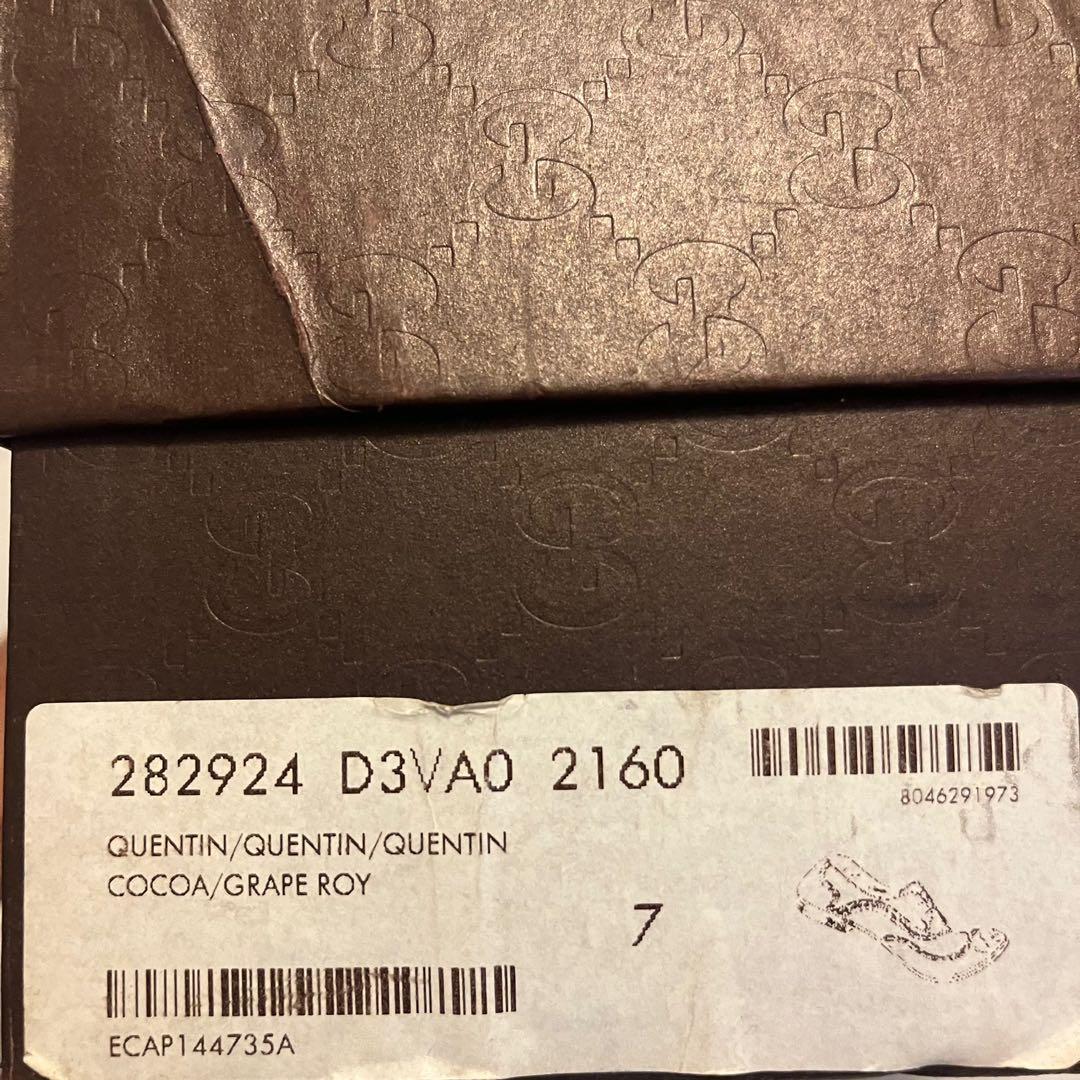 282924 D3VA0 2160
8046291973
QUENTIN/QUENTIN/QUENTIN
COCOA/GRAPE ROY
7
ECAP144735A